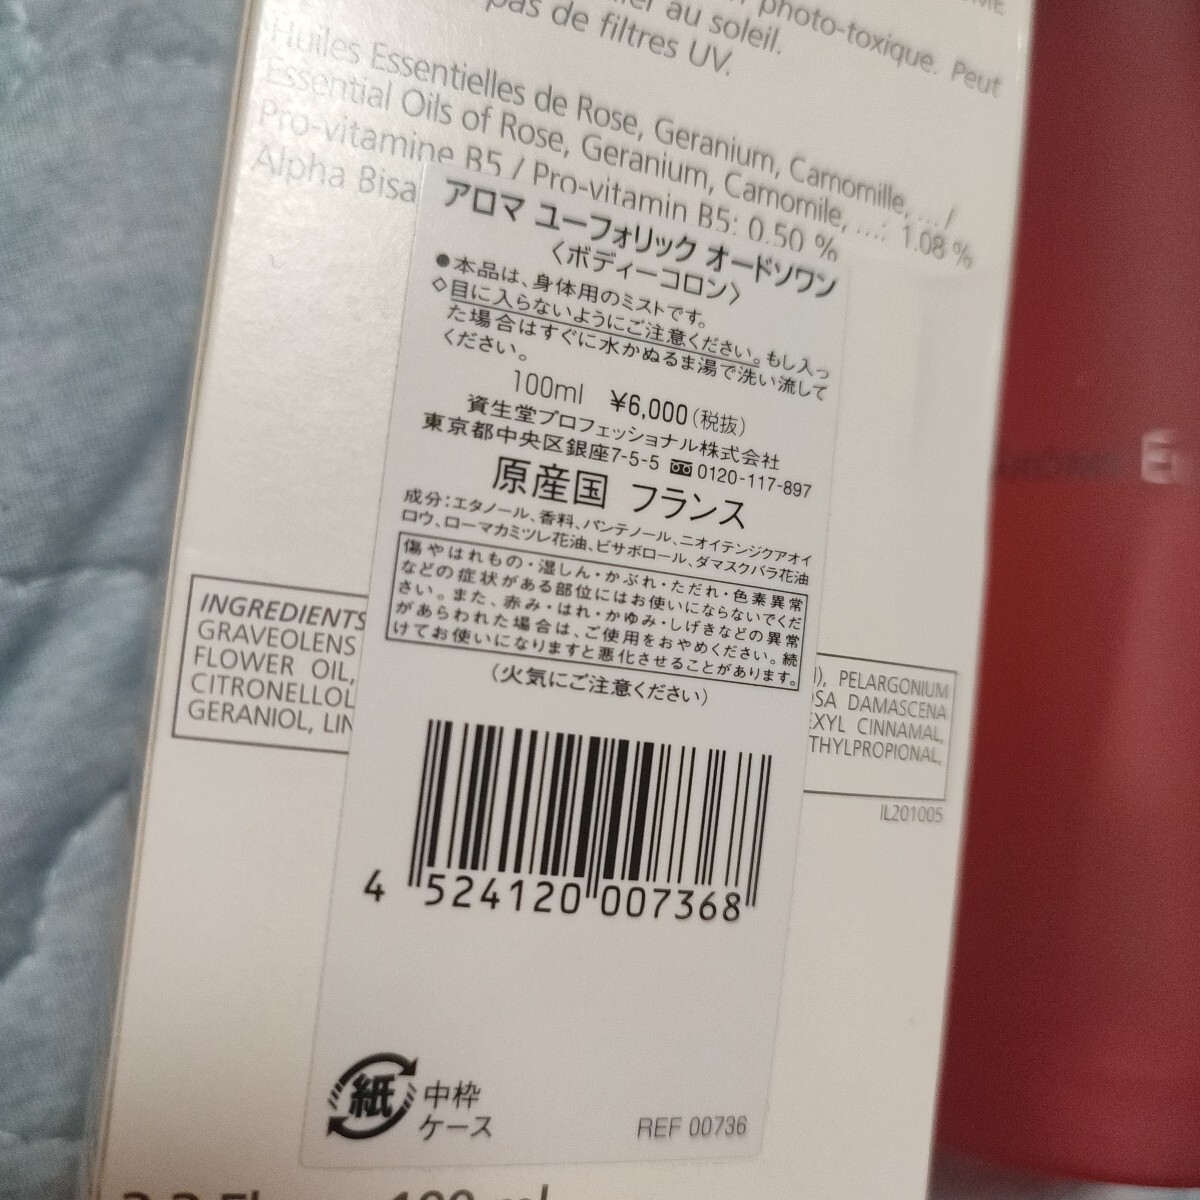 photo-toxique. Peut
au soleil.
pas de filtres UV.
Huiles Essentielles de Rose, Geranium, Camomille, ... /
Essential Oils of Rose, Geranium, Camomile, ...: 1.08 %
Pro-vitamine B5 / Pro-vitamin B5: 0.50 %
Alpha Bisa
アロマ ユーフォリック オードソワン
〈ボディーコロン〉
●本品は、身体用のミストです。
◇目に入らないようにご注意ください。もし入っ
た場合はすぐに水かぬるま湯で洗い流して
ください。
100ml ¥6,000(税抜)
資生堂プロフェッショナル株式会社
東京都中央区銀座7-5-5 0120-117-897
原産国 フランス
成分:エタノール、香料、パンテノール、ニオイテンジクアオイ
ロウ、ローマカミツレ花油、ビサボロール、ダマスクバラ花油
傷やはれもの・湿しん・かぶれ・ただれ・色素異常
などの症状がある部位にはお使いにならないでくだ
さい。また、赤み・はれ・かゆみ・しげきなどの異常
があらわれた場合は、ご使用をおやめください。続
けてお使いになりますと悪化させることがあります。
(火気にご注意ください)
INGREDIENTS
GRAVEOLENS
FLOWER OIL,
CITRONELLOL
GERANIOL, LIN
), PELARGONIUM
OSA DAMASCENA
EXYL CINNAMAL,
THYLPROPIONAL,
IL201005
4 524120 007368
紙 中枠
ケース
REF 00736
100 ml